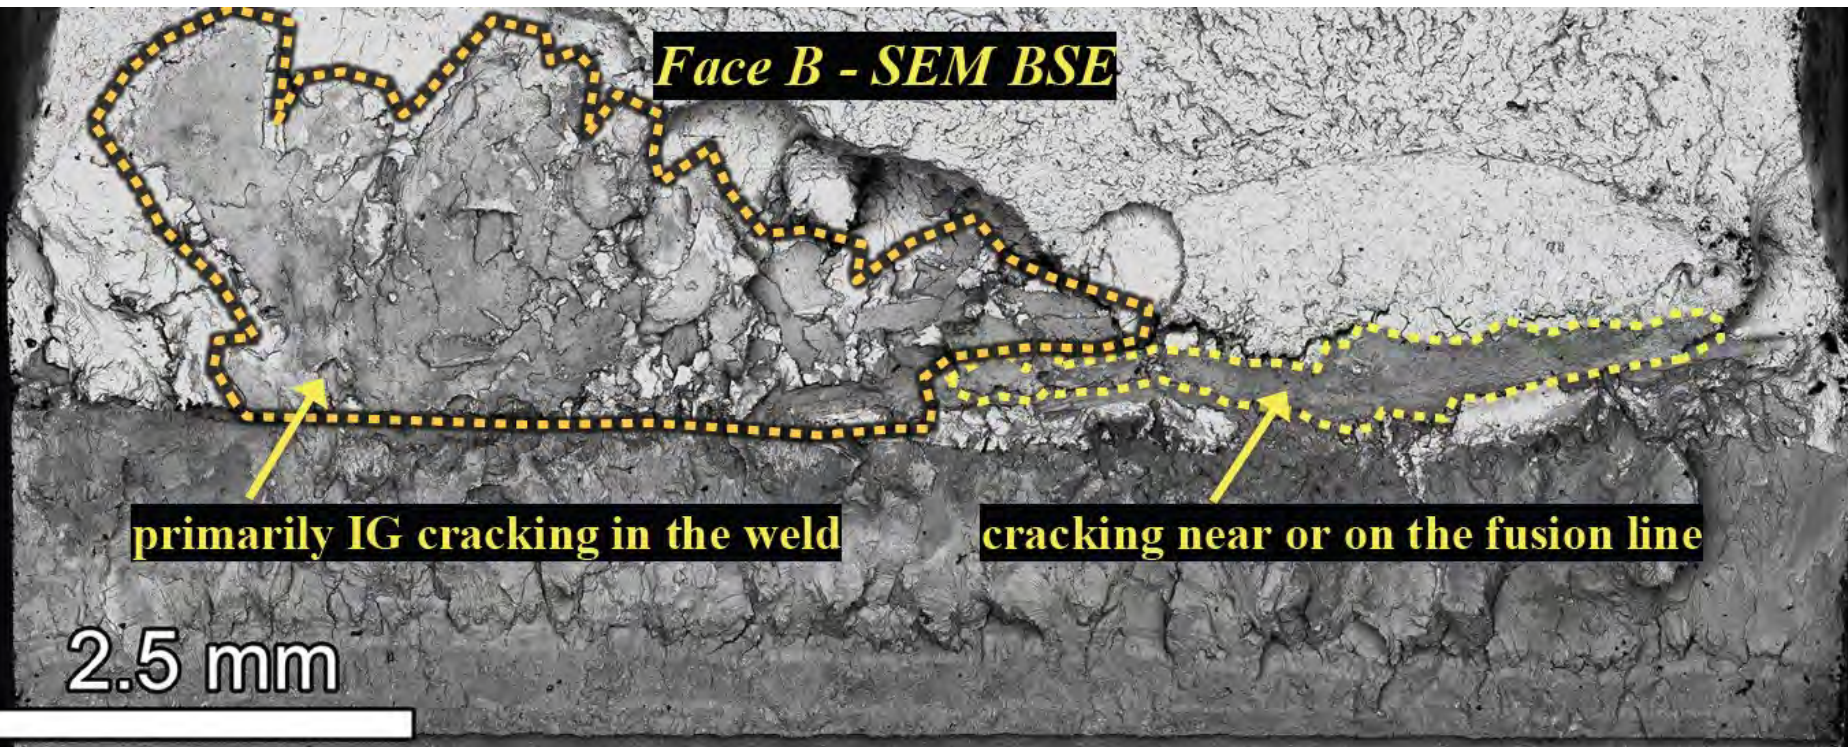 Face B - SEM BSE
primarily IG cracking in the weld
cracking near or on the fusion line
2.5 mm